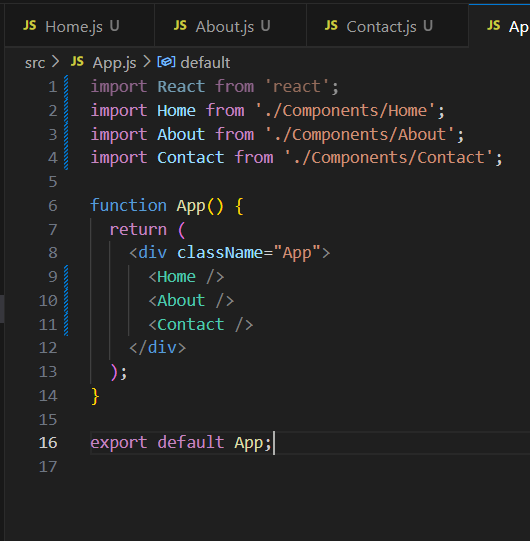 JS Home.js U JS About.js U JS Contact.js U JS Ap
src > JS App.js > default
1 import React from 'react';
2 import Home from './Components/Home';
3 import About from './Components/About';
4 import Contact from './Components/Contact';
5
6 function App() {
7 return (
8 <div className="App">
9 <Home />
10 <About />
11 <Contact />
12 </div>
13 );
14 }
15
16 export default App;
17